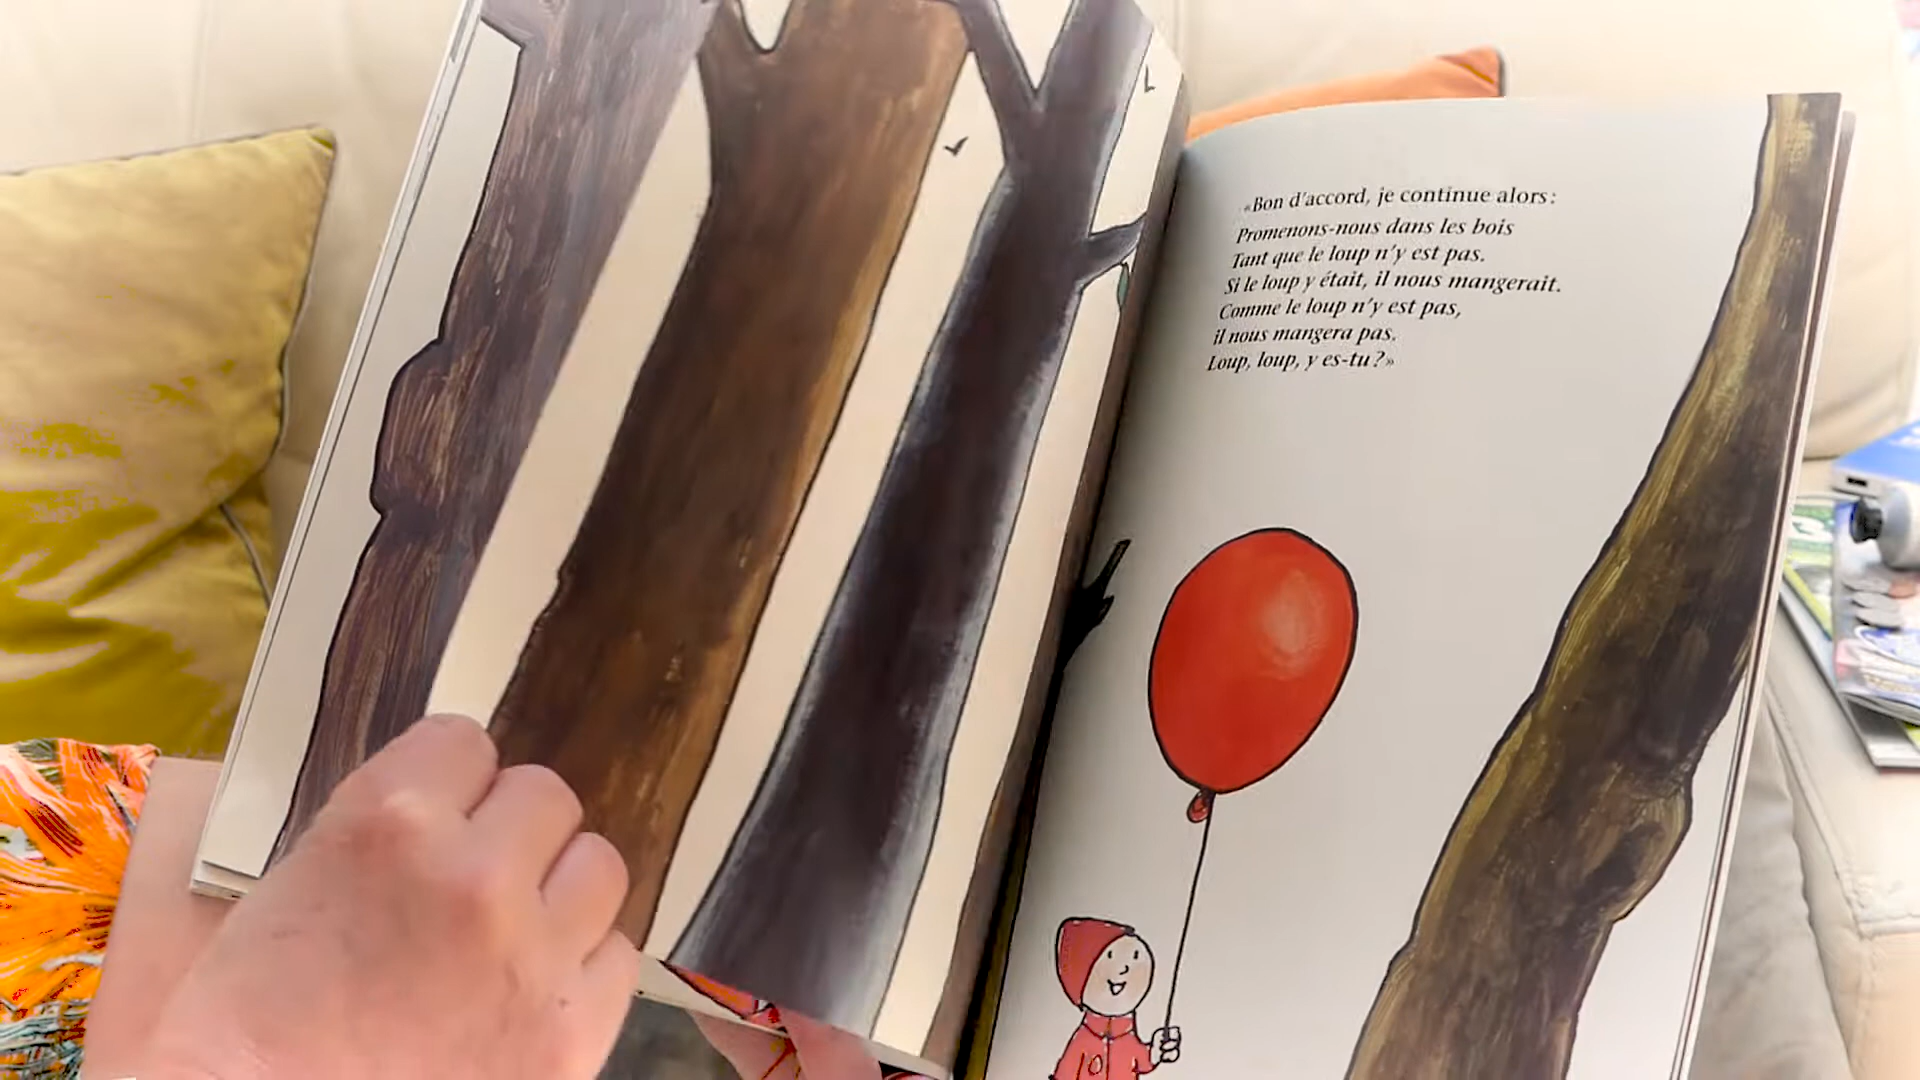 «Bon d'accord, je continue alors :
Promenons-nous dans les bois
Tant que le loup n'y est pas.
Si le loup y était, il nous mangerait.
Comme le loup n'y est pas,
il nous mangera pas.
Loup, loup, y es-tu ?»